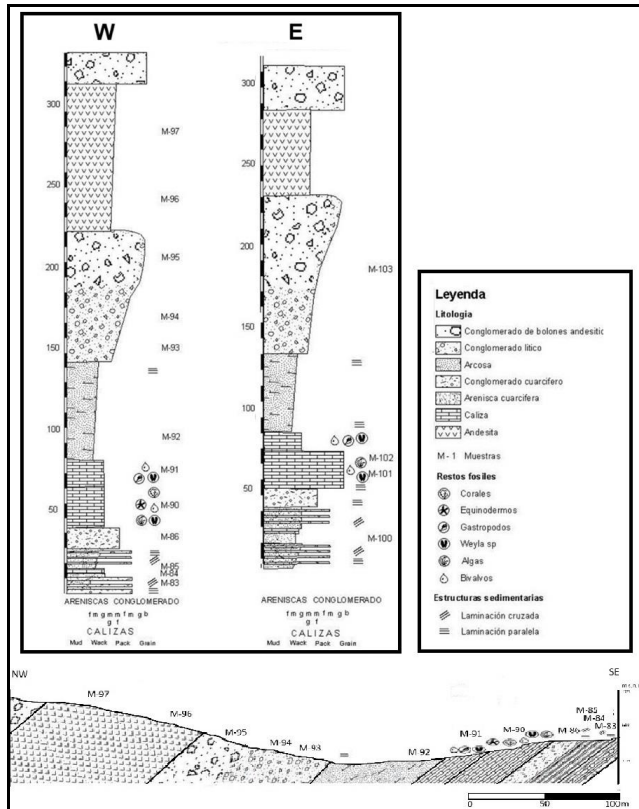 W E
300
250
200
150
100
50
M-97
M-96
M-95
M-94
M-93
M-92
M-91
M-90
M-86
M-85
M-84
M-83
ARENISCAS CONGLOMERADO
f m g m m f m g b
g f
CALIZAS
Mud Wack Pack Grain
300
250
200
150
100
50
M-103
M-102
M-101
M-100
ARENISCAS CONGLOMERADO
f m g m m f m g b
g f
CALIZAS
Mud Wack Pack Grain
Leyenda
Litologia
Conglomerado de bolones andesitic
Conglomerado litico
Arcosa
Conglomerado cuarcifero
Arenisca cuarcifera
Caliza
Andesita
M - 1 Muestras
Restos fosiles
Corales
Equinodermos
Gastropodos
Weyla sp
Algas
Bivalvos
Estructuras sedimentarias
Laminación cruzada
Laminación paralela
NW SE
M-97
M-96
M-95
M-94
M-93
M-92
M-91
M-90
M-86
M-85
M-84
M-83
0 50 100m